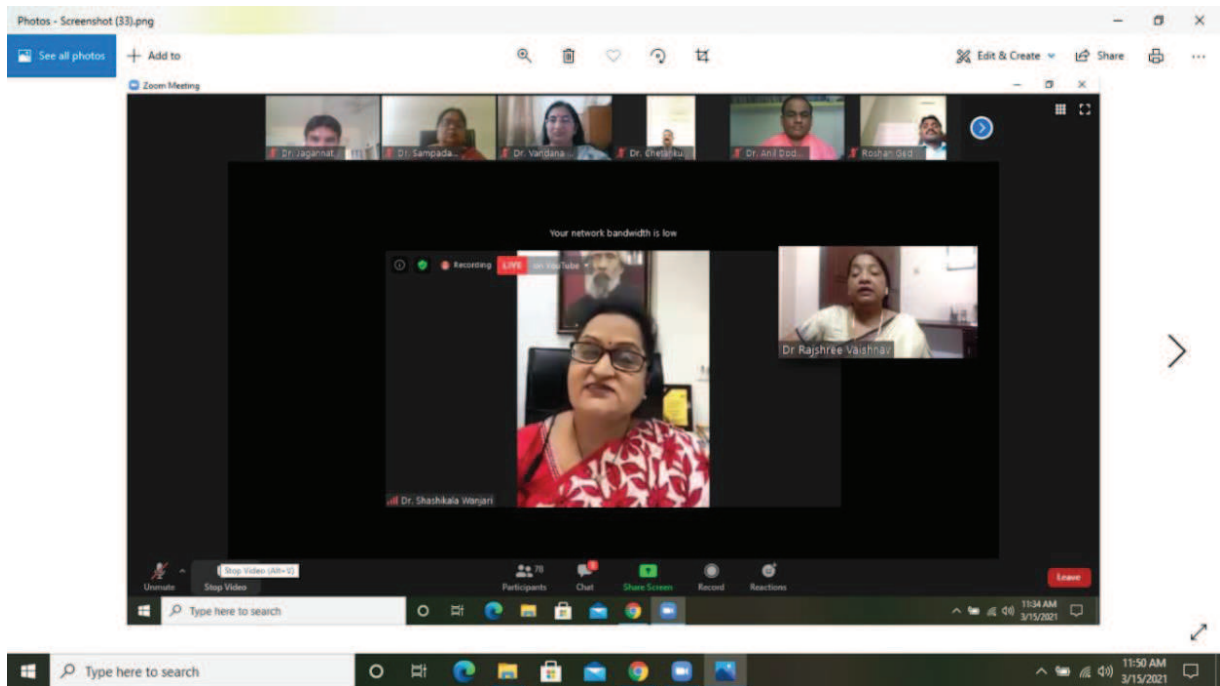 Photos - Screenshot (33).png
See all photos
Add to
Edit & Create
Share
Zoom Meeting
Dr. Jagannat...
Dr. Sampada...
Dr. Vandana
Dr. Chetanku...
Dr. Anil Dod...
Roshan Ged...
Your network bandwidth is low
Recording
LIVE on YouTube
Dr Rajshree Vaishnav
Dr. Shashikala Wanjari
Unmute
Stop Video (Alt+V)
Stop Video
78
Participants
Chat
Share Screen
Record
Reactions
Leave
Type here to search
11:34 AM
3/15/2021
Type here to search
11:50 AM
3/15/2021